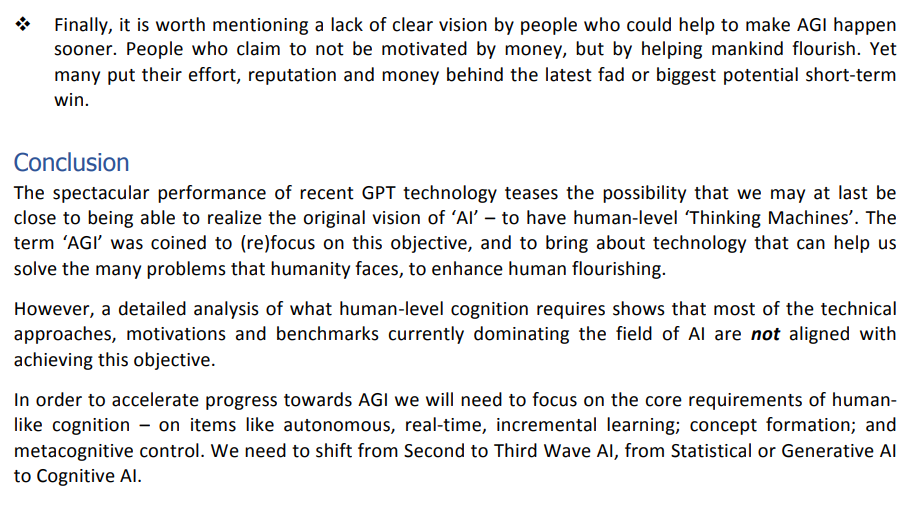 ❖ Finally, it is worth mentioning a lack of clear vision by people who could help to make AGI happen
sooner. People who claim to not be motivated by money, but by helping mankind flourish. Yet
many put their effort, reputation and money behind the latest fad or biggest potential short-term
win.
Conclusion
The spectacular performance of recent GPT technology teases the possibility that we may at last be
close to being able to realize the original vision of ‘AI’ – to have human-level ‘Thinking Machines’. The
term ‘AGI’ was coined to (re)focus on this objective, and to bring about technology that can help us
solve the many problems that humanity faces, to enhance human flourishing.
However, a detailed analysis of what human-level cognition requires shows that most of the technical
approaches, motivations and benchmarks currently dominating the field of AI are not aligned with
achieving this objective.
In order to accelerate progress towards AGI we will need to focus on the core requirements of human-
like cognition – on items like autonomous, real-time, incremental learning; concept formation; and
metacognitive control. We need to shift from Second to Third Wave AI, from Statistical or Generative AI
to Cognitive AI.